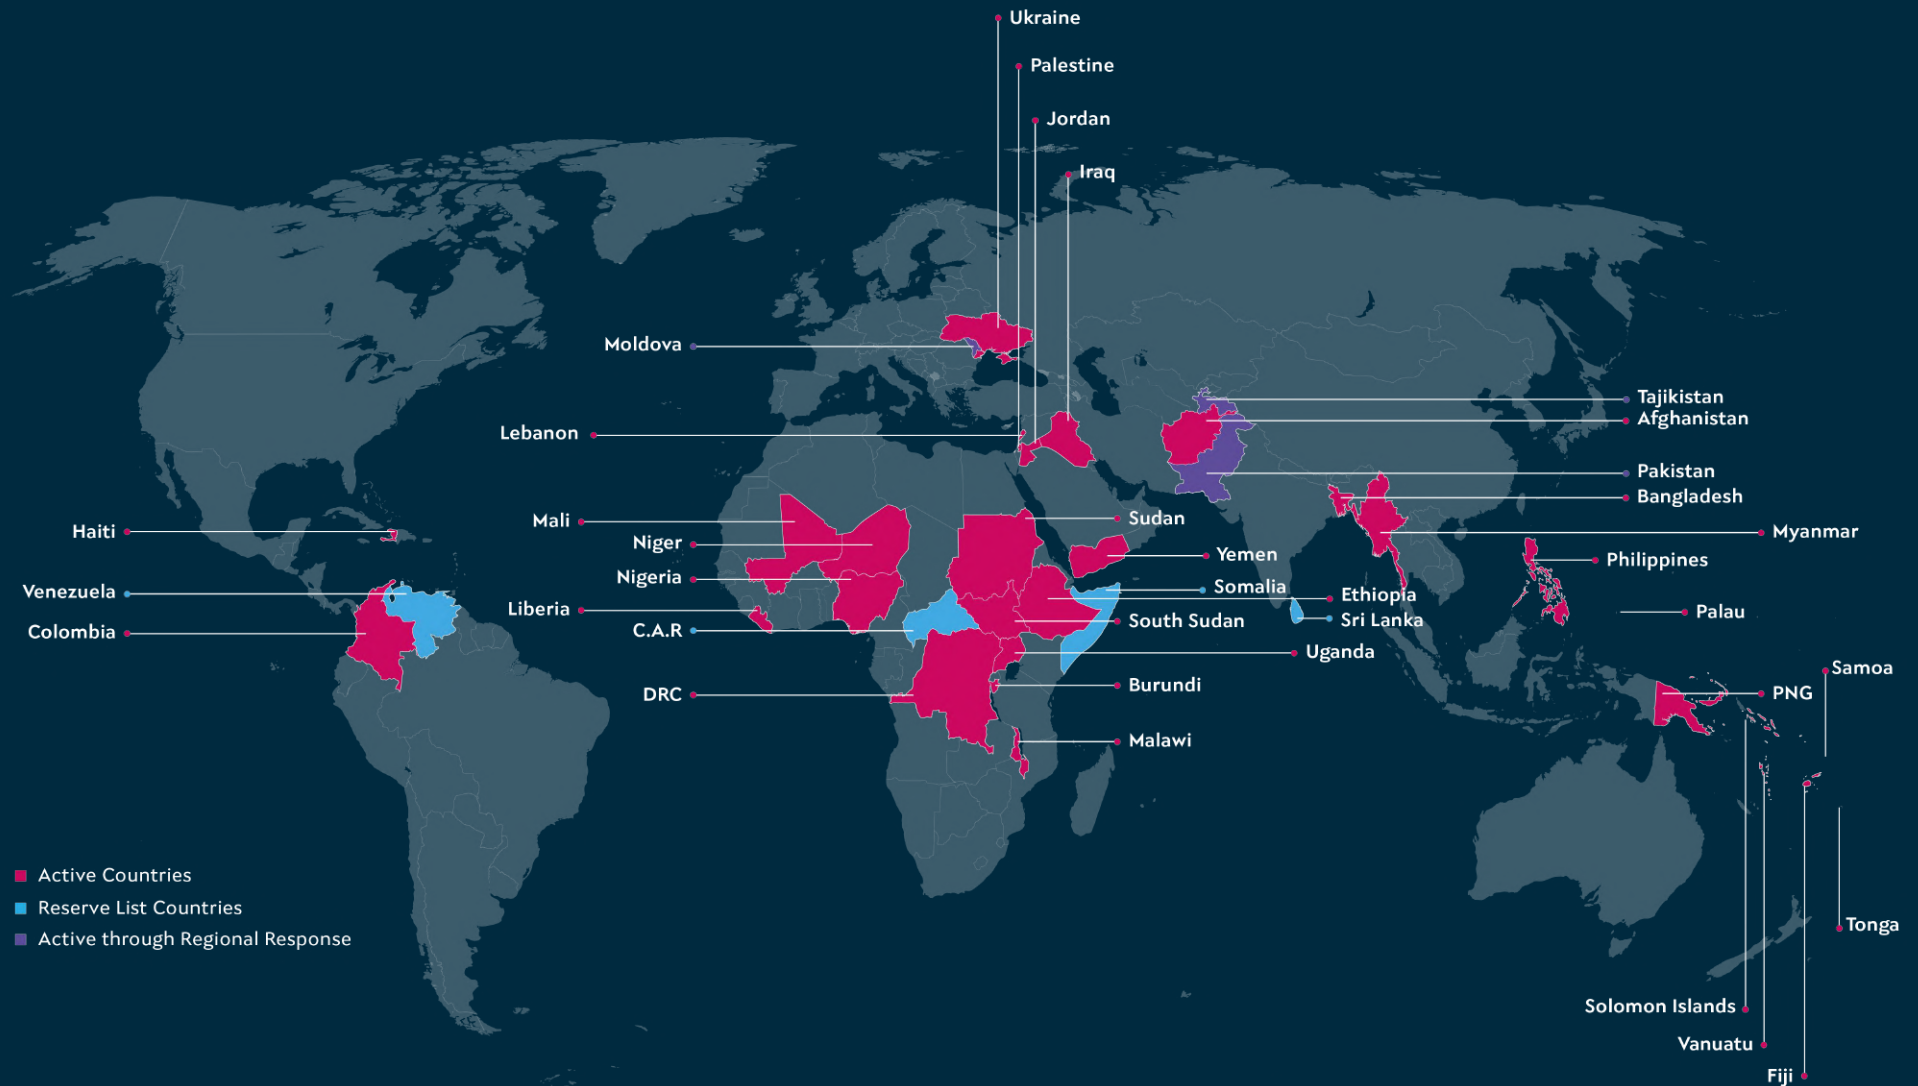 Ukraine
Palestine
Jordan
Iraq
Moldova
Lebanon
Tajikistan
Afghanistan
Pakistan
Bangladesh
Myanmar
Philippines
Palau
Samoa
PNG
Haiti
Venezuela
Colombia
Mali
Niger
Nigeria
Liberia
C.A.R
DRC
Sudan
Yemen
Somalia
Ethiopia
South Sudan
Sri Lanka
Uganda
Burundi
Malawi
Active Countries
Reserve List Countries
Active through Regional Response
Tonga
Solomon Islands
Vanuatu
Fiji